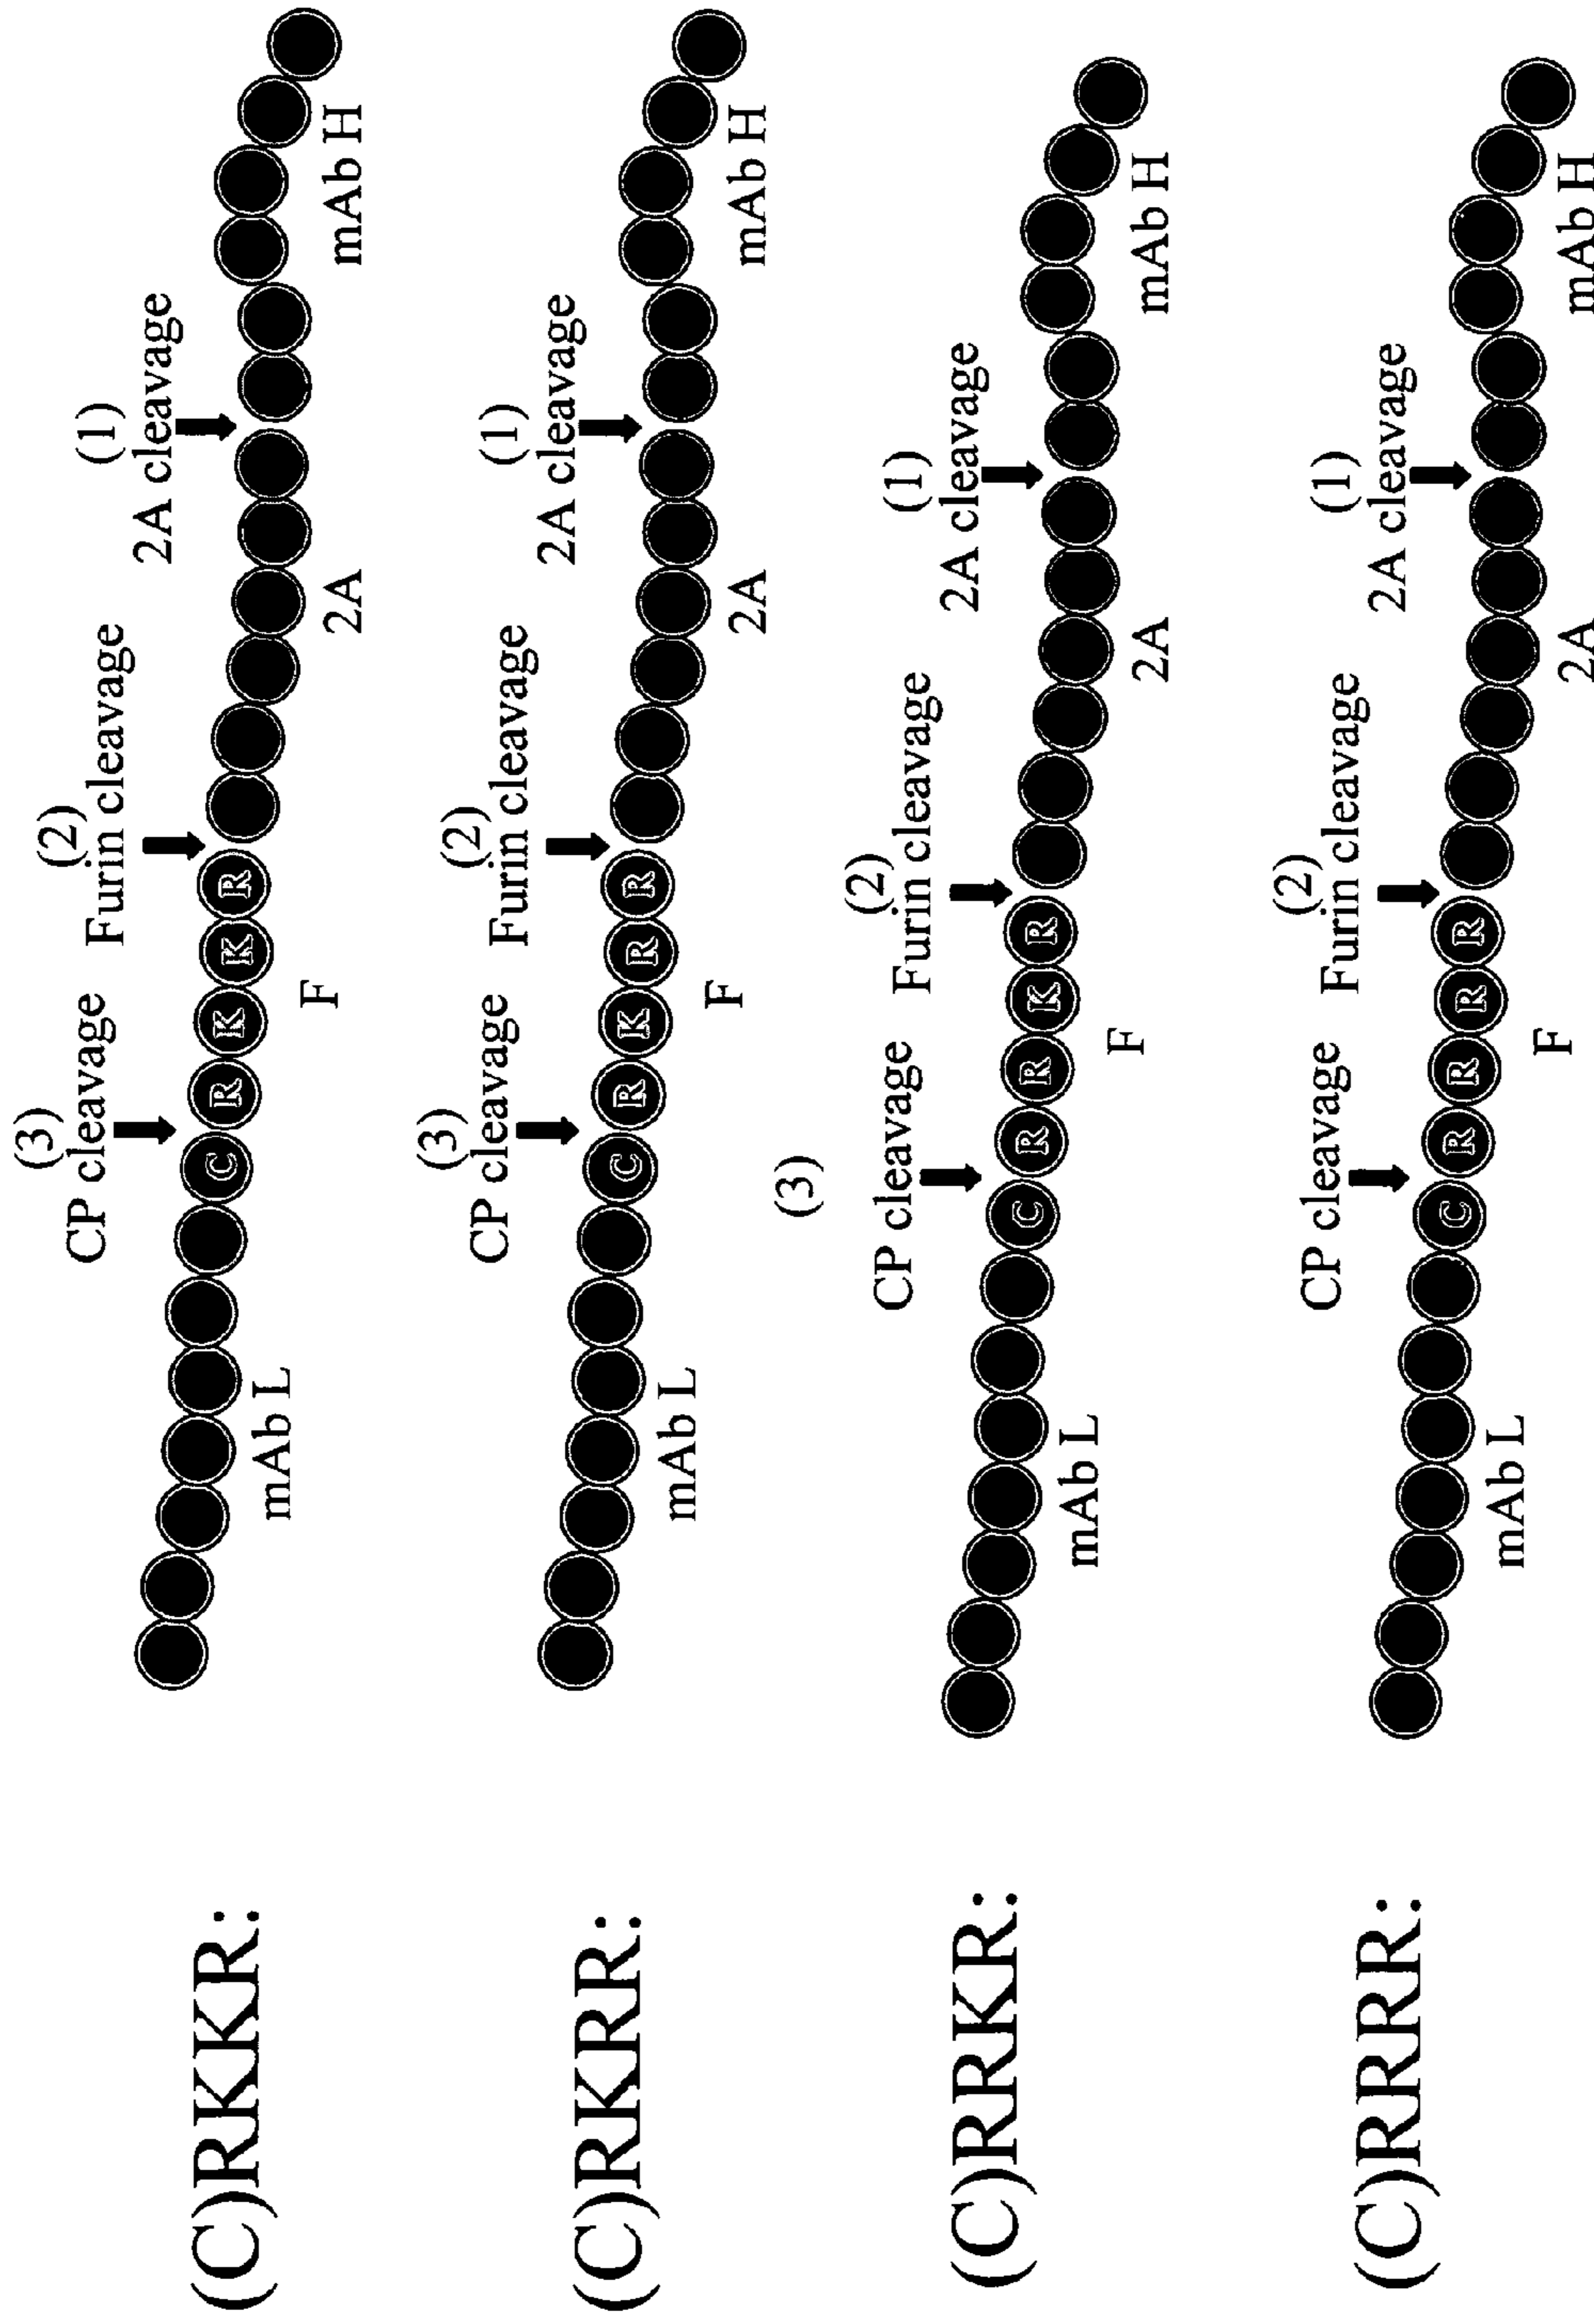 (C)RKKR:
(3)
CP cleavage
(2)
Furin cleavage
(1)
2A cleavage
C R K K R
mAb L
F
2A
mAb H
(C)RKRR:
(3)
CP cleavage
(2)
Furin cleavage
(1)
2A cleavage
C R K R R
mAb L
F
2A
mAb H
(C)RRKR:
(3)
CP cleavage
(2)
Furin cleavage
(1)
2A cleavage
C R R K R
mAb L
F
2A
mAb H
(C)RRRR:
CP cleavage
(2)
Furin cleavage
(1)
2A cleavage
C R R R R
mAb L
F
2A
mAb H